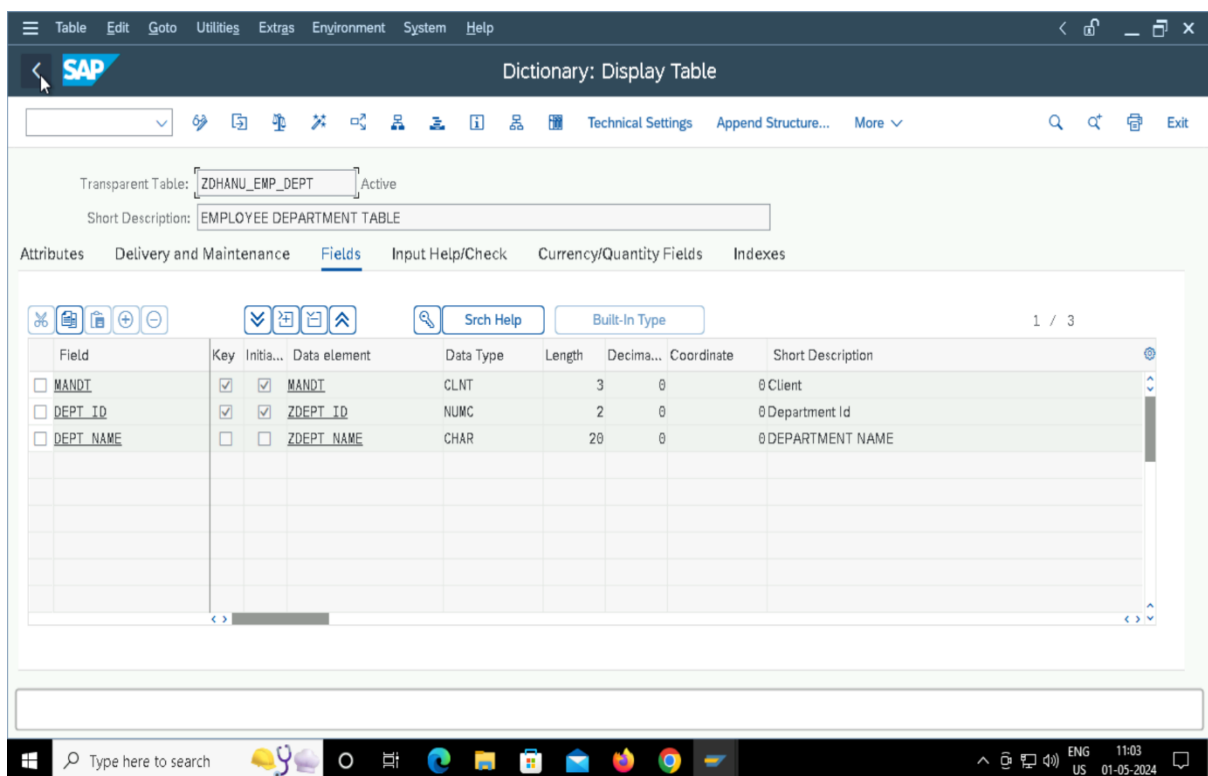 Table Edit Goto Utilities Extras Environment System Help
SAP Dictionary: Display Table
Technical Settings Append Structure... More Exit
Transparent Table: ZDHANU_EMP_DEPT Active
Short Description: EMPLOYEE DEPARTMENT TABLE
Attributes Delivery and Maintenance Fields Input Help/Check Currency/Quantity Fields Indexes
Srch Help Built-In Type 1 / 3
Field Key Initia... Data element Data Type Length Decima... Coordinate Short Description
MANDT MANDT CLNT 3 0 0 Client
DEPT_ID ZDEPT_ID NUMC 2 0 0 Department Id
DEPT_NAME ZDEPT_NAME CHAR 20 0 0 DEPARTMENT NAME
Type here to search ENG 11:03
US 01-05-2024